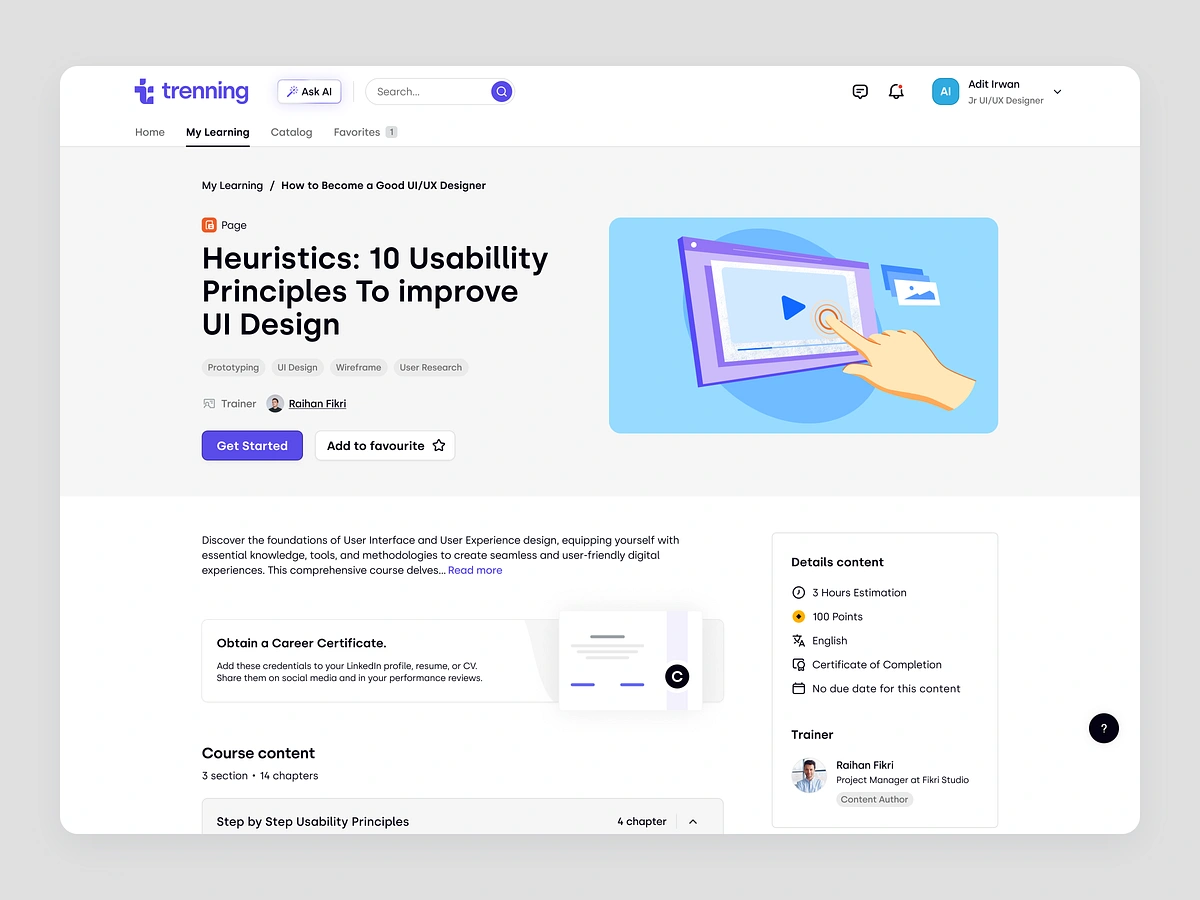 trenning
Ask AI
Search...
AI
Adit Irwan
Jr UI/UX Designer
Home
My Learning
Catalog
Favorites 1
My Learning / How to Become a Good UI/UX Designer
Page
Heuristics: 10 Usabillity
Principles To improve
UI Design
Prototyping
UI Design
Wireframe
User Research
Trainer
Raihan Fikri
Get Started
Add to favourite
Discover the foundations of User Interface and User Experience design, equipping yourself with
essential knowledge, tools, and methodologies to create seamless and user-friendly digital
experiences. This comprehensive course delves... Read more
Obtain a Career Certificate.
Add these credentials to your LinkedIn profile, resume, or CV.
Share them on social media and in your performance reviews.
C
Course content
3 section • 14 chapters
Step by Step Usability Principles
4 chapter
Details content
3 Hours Estimation
100 Points
English
Certificate of Completion
No due date for this content
Trainer
Raihan Fikri
Project Manager at Fikri Studio
Content Author
?